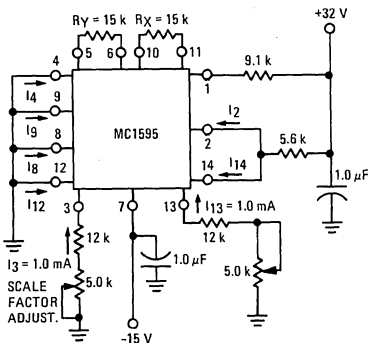 RY = 15 k
RX = 15 k
+32 V
4
5
6
10
11
9.1 k
1
I4
9
I9
I2
MC1595
2
8
5.6 k
I8
14
I14
12
I12
3
7
13
I13 = 1.0 mA
1.0 µF
12 k
12 k
I3 = 1.0 mA
1.0 µF
5.0 k
5.0 k
SCALE
FACTOR
ADJUST.
-15 V